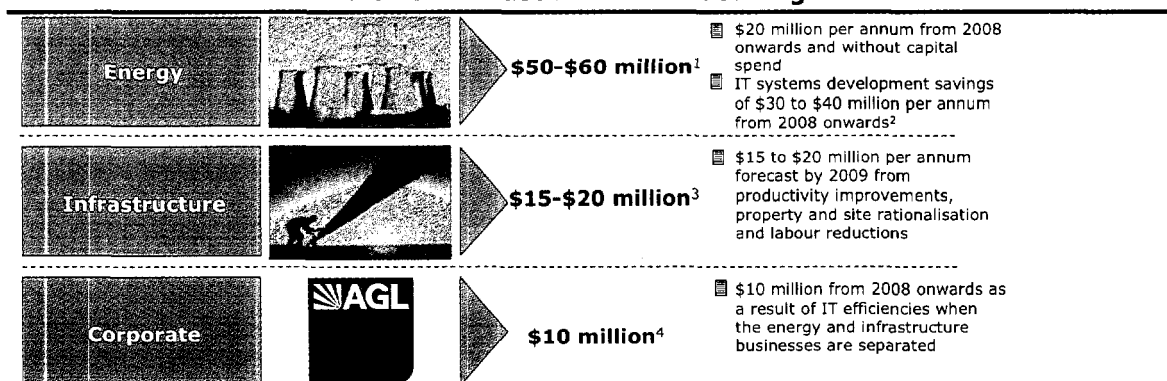 Energy
$50-$60 million1
$20 million per annum from 2008
onwards and without capital
spend
IT systems development savings
of $30 to $40 million per annum
from 2008 onwards2
Infrastructure
$15-$20 million3
$15 to $20 million per annum
forecast by 2009 from
productivity improvements,
property and site rationalisation
and labour reductions
Corporate
AGL
$10 million4
$10 million from 2008 onwards as
a result of IT efficiencies when
the energy and infrastructure
businesses are separated